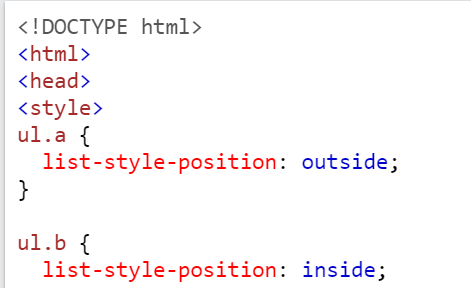 <!DOCTYPE html>
<html>
<head>
<style>
ul.a {
  list-style-position: outside;
}

ul.b {
  list-style-position: inside;